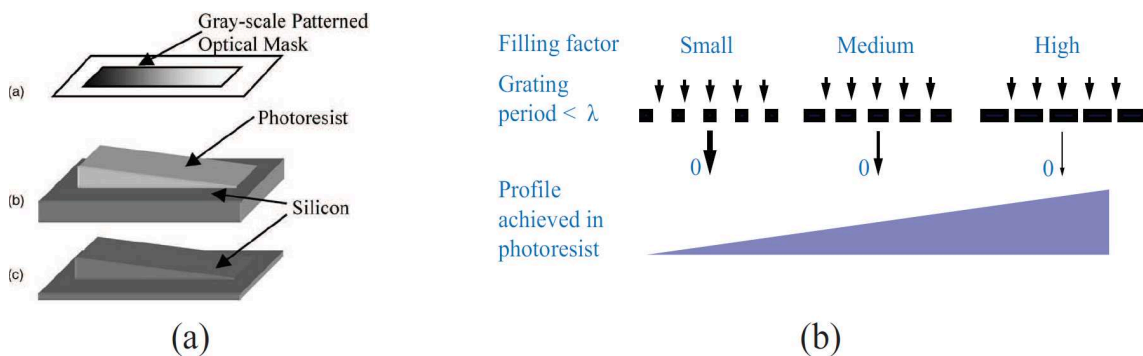 Gray-scale Patterned
Optical Mask
(a)
Photoresist
(b)
Silicon
(c)
(a)
Filling factor Small Medium High
Grating
period < λ
0 0 0
Profile
achieved in
photoresist
(b)